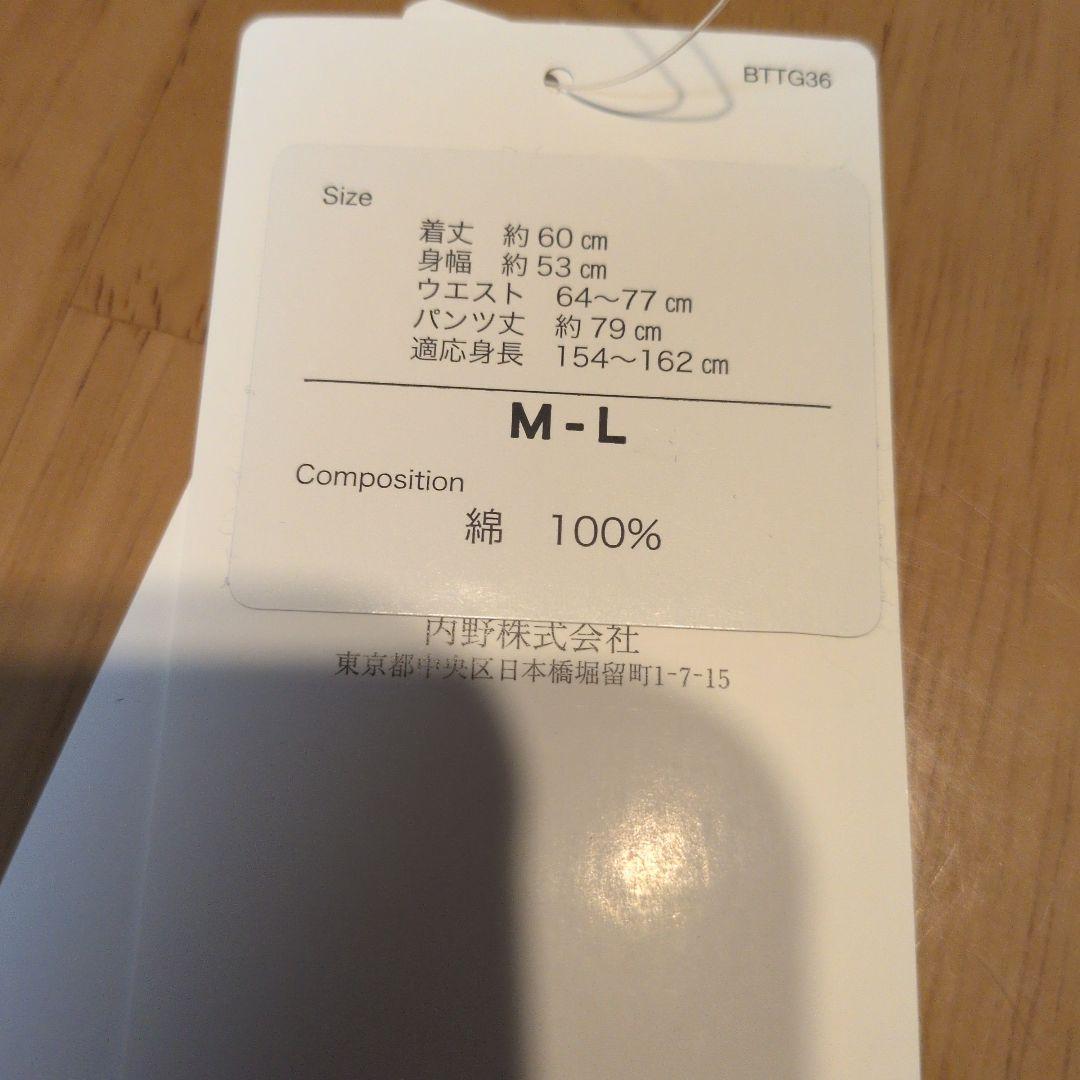 BTTG36
Size
着丈 約60㎝
身幅 約53㎝
ウエスト 64〜77㎝
パンツ丈 約79㎝
適応身長 154〜162㎝
M-L
Composition
綿 100%
内野株式会社
東京都中央区日本橋堀留町1-7-15